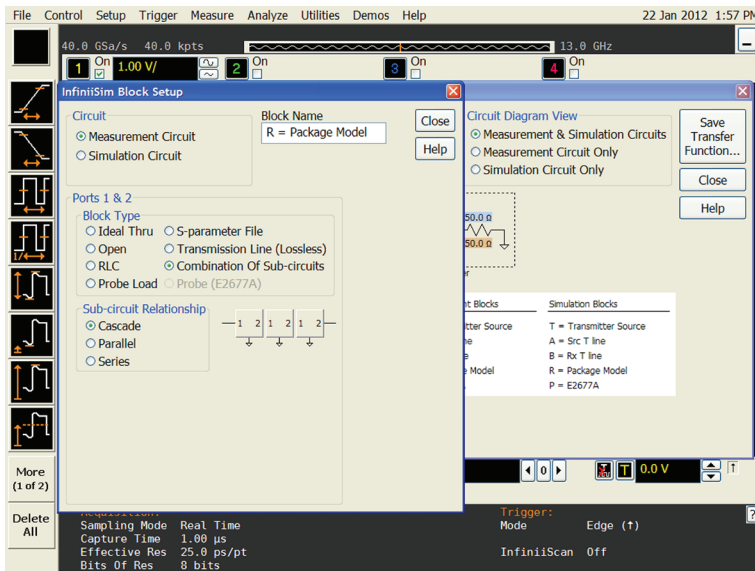 File Control Setup Trigger Measure Analyze Utilities Demos Help 22 Jan 2012 1:57 PM
40.0 GSa/s 40.0 kpts 13.0 GHz
1 On 1.00 V/ 2 On 3 On 4 On
InfiniiSim Block Setup
Circuit
Measurement Circuit
Simulation Circuit
Block Name
R = Package Model
Close
Help
Ports 1 & 2
Block Type
Ideal Thru S-parameter File
Open Transmission Line (Lossless)
RLC Combination Of Sub-circuits
Probe Load Probe (E2677A)
Sub-circuit Relationship
Cascade
Parallel
Series
1 2 1 2 1 2
Circuit Diagram View
Measurement & Simulation Circuits
Measurement Circuit Only
Simulation Circuit Only
Save
Transfer
Function...
Close
Help
50.0 Ω
50.0 Ω
er
nt Blocks Simulation Blocks
itter Source T = Transmitter Source
ne A = Src T line
e B = Rx T line
e Model R = Package Model
P = E2677A
More
(1 of 2)
Delete
All
0 T 0.0 V
Acquisition:
Sampling Mode Real Time
Capture Time 1.00 µs
Effective Res 25.0 ps/pt
Bits Of Res 8 bits
Trigger:
Mode Edge (↑)
InfiniiScan Off